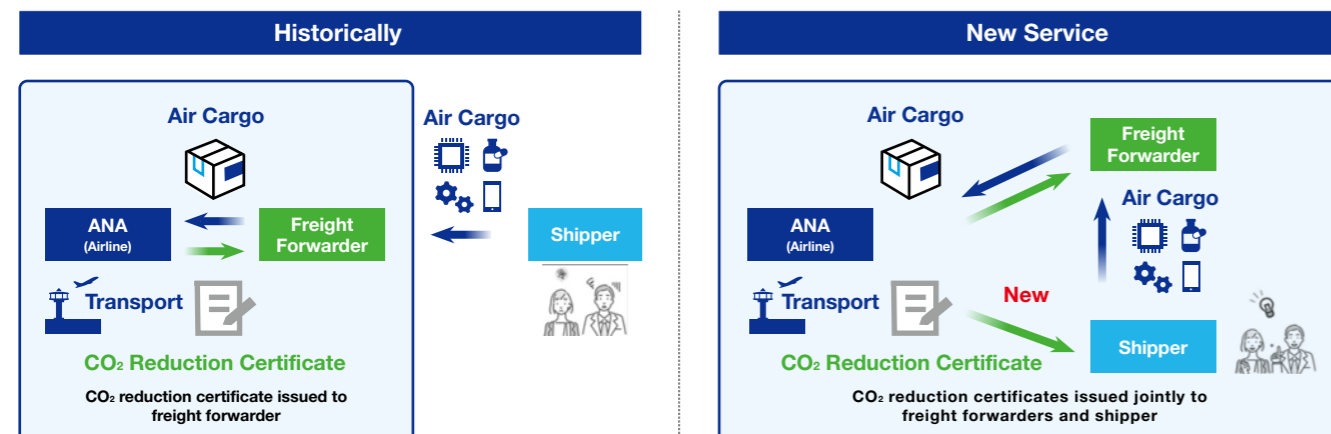 Historically
Air Cargo
Air Cargo
ANA
(Airline)
Freight
Forwarder
Shipper
Transport
CO₂ Reduction Certificate
CO₂ reduction certificate issued to
freight forwarder
New Service
Air Cargo
Freight
Forwarder
ANA
(Airline)
Air Cargo
New
Transport
Shipper
CO₂ Reduction Certificate
CO₂ reduction certificates issued jointly to
freight forwarders and shipper